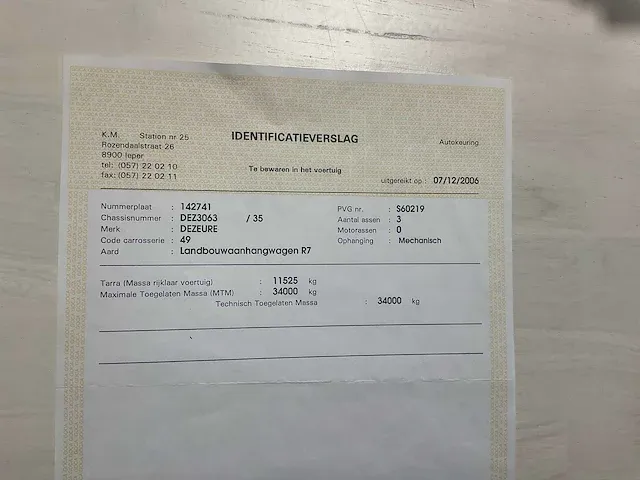 K.M. Station nr 25
Rozendaalstraat 26
8900 Ieper
tel: (057) 22 02 10
fax: (057) 22 02 11
IDENTIFICATIEVERSLAG
Autokeuring
Te bewaren in het voertuig
uitgereikt op : 07/12/2006
Nummerplaat : 142741
Chassisnummer : DEZ3063 / 35
Merk : DEZEURE
Code carrosserie : 49
Aard : Landbouwaanhangwagen R7
PVG nr. : S60219
Aantal assen : 3
Motorassen : 0
Ophanging : Mechanisch
Tarra (Massa rijklaar voertuig) : 11525 kg
Maximale Toegelaten Massa (MTM) : 34000 kg
Technisch Toegelaten Massa : 34000 kg